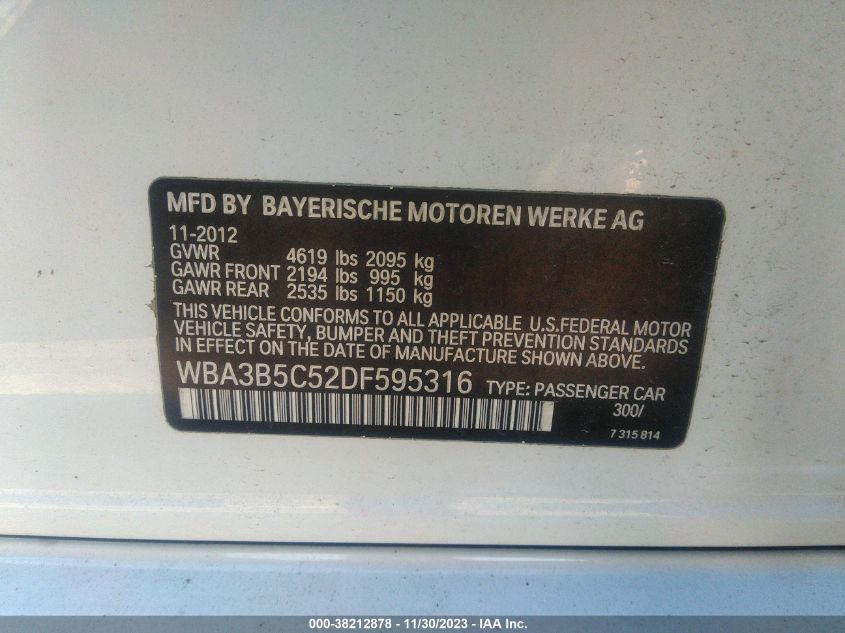 MFD BY BAYERISCHE MOTOREN WERKE AG
11-2012
GVWR 4619 lbs 2095 kg
GAWR FRONT 2194 lbs 995 kg
GAWR REAR 2535 lbs 1150 kg
THIS VEHICLE CONFORMS TO ALL APPLICABLE U.S.FEDERAL MOTOR
VEHICLE SAFETY, BUMPER AND THEFT PREVENTION STANDARDS
IN EFFECT ON THE DATE OF MANUFACTURE SHOWN ABOVE.
WBA3B5C52DF595316 TYPE: PASSENGER CAR
300/
7 315 814
000-38212878 - 11/30/2023 - IAA Inc.